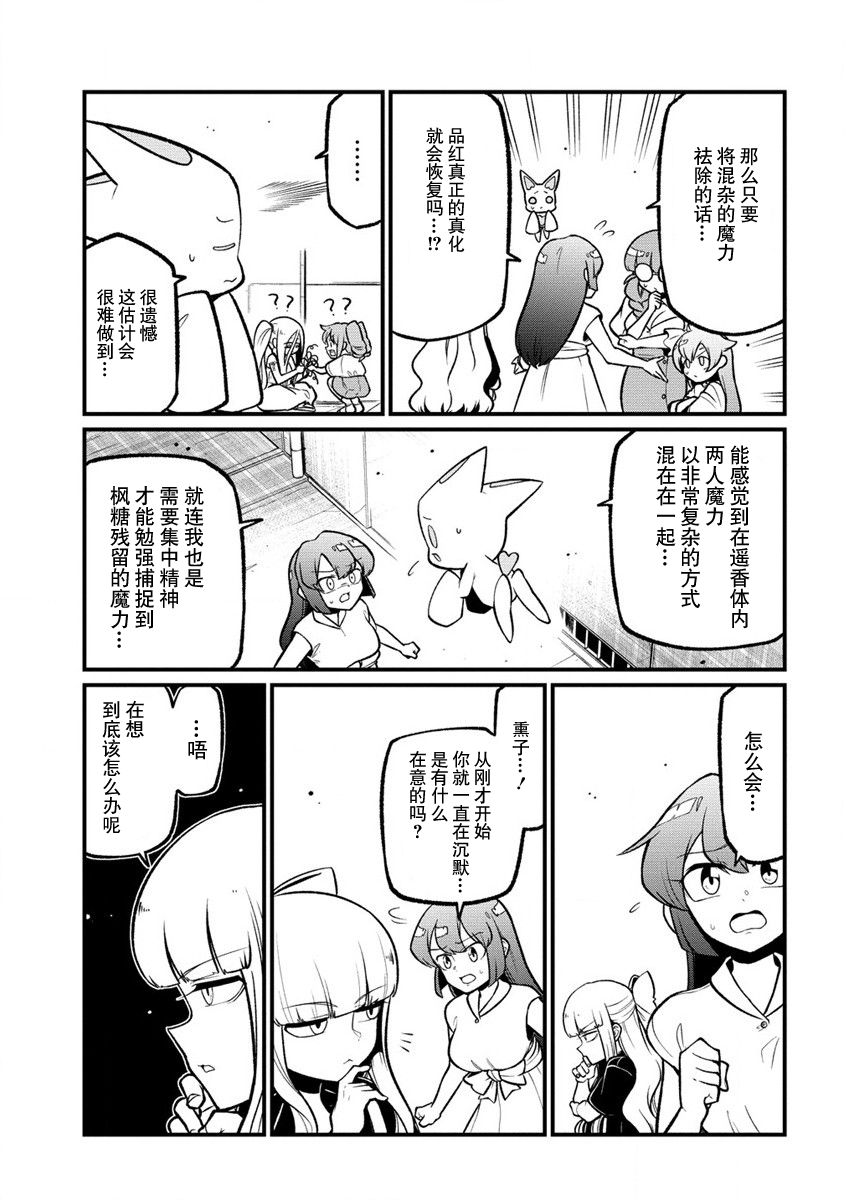 那么只要
将混杂的魔力
祛除的话…
品红真正的真化
就会恢复吗…!?
……
??
??
很遗憾
这估计会
很难做到…
能感觉到在遥香体内
两人魔力
以非常复杂的方式
混在在一起…
就连我也是
需要集中精神
才能勉强捕捉到
枫糖残留的魔力…
怎么会…
熏子…!
从刚才开始
你就一直在沉默…
是有什么
在意的吗?
…唔
在想
到底该怎么办呢